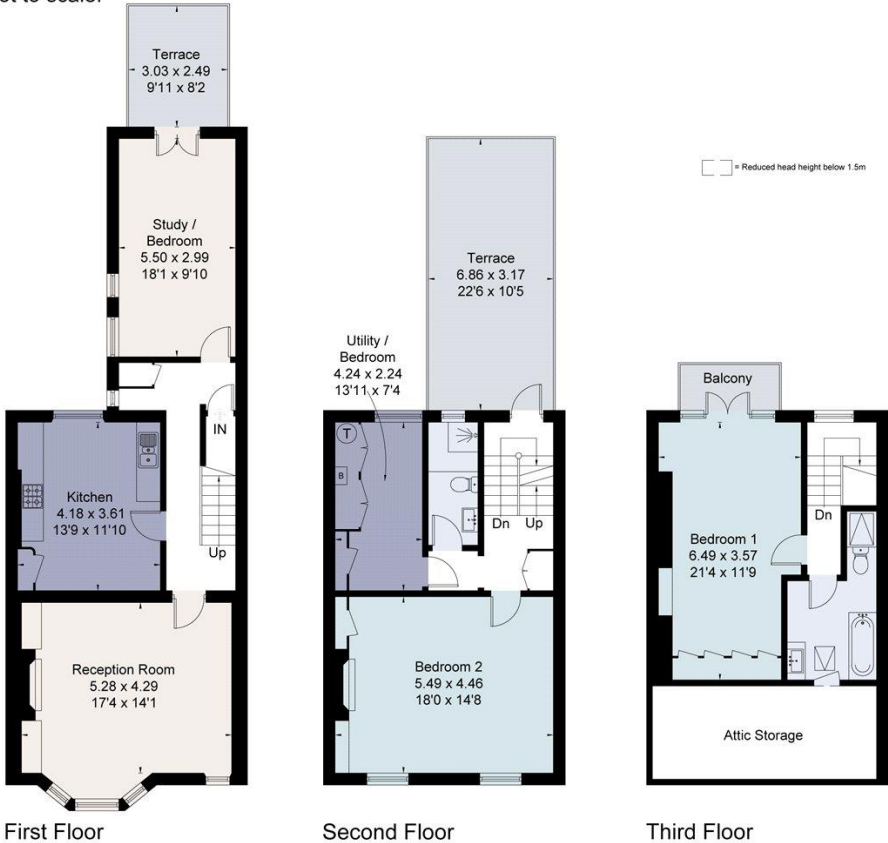 Terrace
3.03 x 2.49
9'11 x 8'2
Study /
Bedroom
5.50 x 2.99
18'1 x 9'10
IN
Kitchen
4.18 x 3.61
13'9 x 11'10
Up
Reception Room
5.28 x 4.29
17'4 x 14'1
First Floor
Terrace
6.86 x 3.17
22'6 x 10'5
Utility /
Bedroom
4.24 x 2.24
13'11 x 7'4
T
B
Dn Up
Bedroom 2
5.49 x 4.46
18'0 x 14'8
Second Floor
= Reduced head height below 1.5m
Balcony
Bedroom 1
6.49 x 3.57
21'4 x 11'9
Dn
Attic Storage
Third Floor